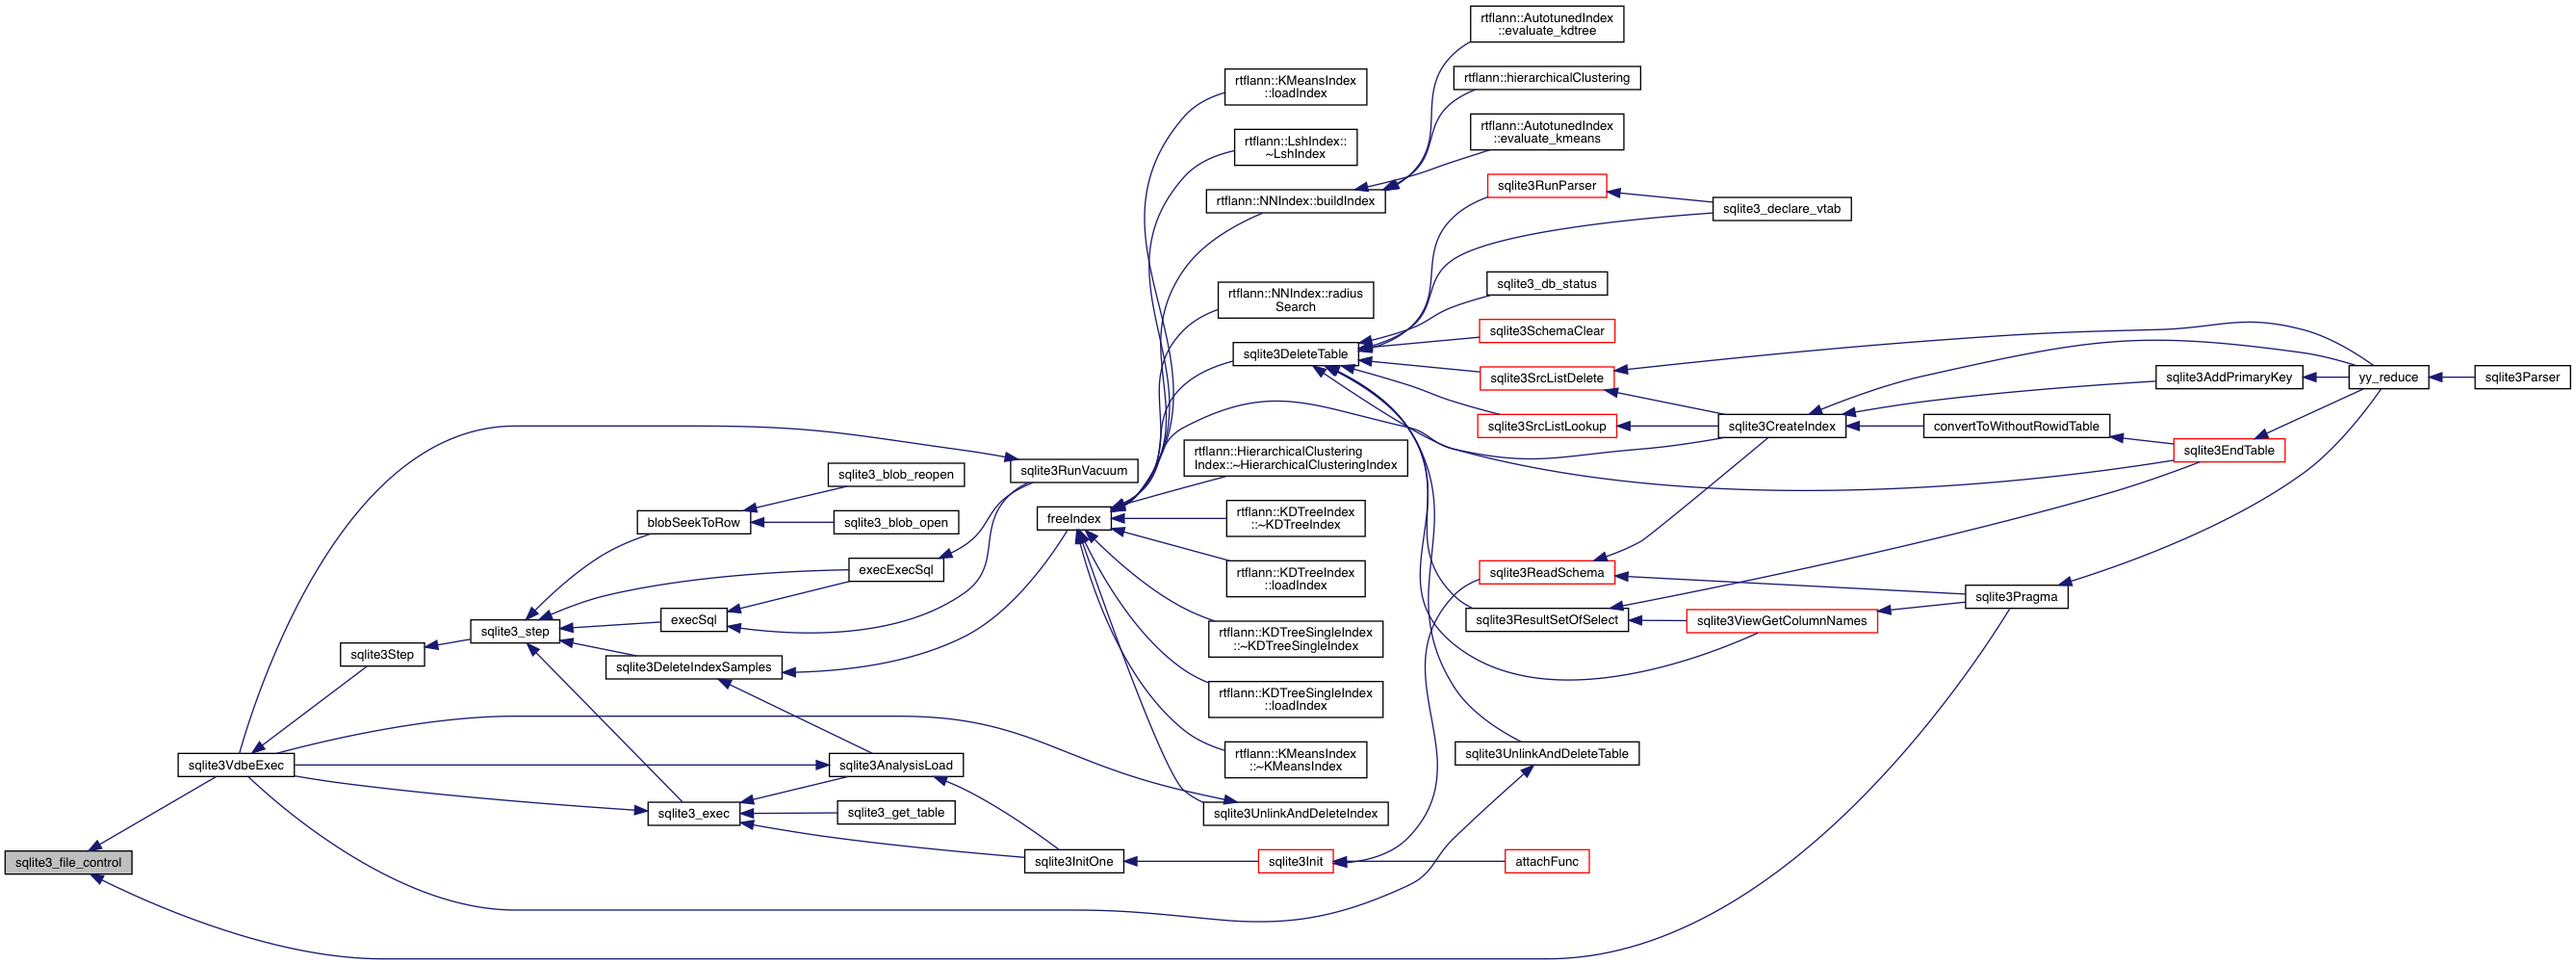 rtflann::AutotunedIndex
::evaluate_kdtree
rtflann::KMeansIndex
::loadIndex
rtflann::hierarchicalClustering
rtflann::LshIndex::
~LshIndex
rtflann::AutotunedIndex
::evaluate_kmeans
rtflann::NNIndex::buildIndex
sqlite3RunParser
sqlite3_declare_vtab
rtflann::NNIndex::radius
Search
sqlite3_db_status
sqlite3SchemaClear
sqlite3DeleteTable
sqlite3SrcListDelete
sqlite3AddPrimaryKey
yy_reduce
sqlite3Parser
sqlite3SrcListLookup
sqlite3CreateIndex
convertToWithoutRowidTable
sqlite3EndTable
sqlite3RunVacuum
rtflann::HierarchicalClustering
Index::~HierarchicalClusteringIndex
sqlite3_blob_reopen
blobSeekToRow
sqlite3_blob_open
freeIndex
rtflann::KDTreeIndex
::~KDTreeIndex
execExecSql
rtflann::KDTreeIndex
::loadIndex
sqlite3ReadSchema
sqlite3Pragma
execSql
sqlite3_step
sqlite3ResultSetOfSelect
sqlite3ViewGetColumnNames
rtflann::KDTreeSingleIndex
::~KDTreeSingleIndex
sqlite3Step
sqlite3DeleteIndexSamples
rtflann::KDTreeSingleIndex
::loadIndex
rtflann::KMeansIndex
::~KMeansIndex
sqlite3UnlinkAndDeleteTable
sqlite3VdbeExec
sqlite3AnalysisLoad
sqlite3_exec
sqlite3_get_table
sqlite3UnlinkAndDeleteIndex
sqlite3_file_control
sqlite3InitOne
sqlite3Init
attachFunc